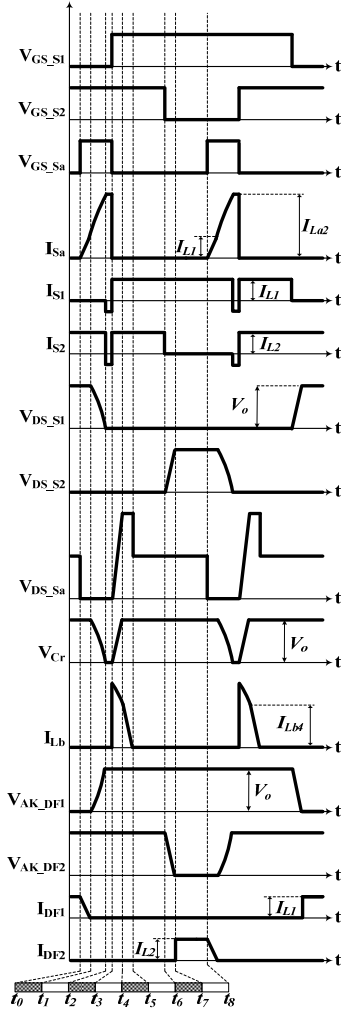 V_GS_S1 t
V_GS_S2 t
V_GS_Sa t
I_Sa I_L1 I_La2 t
I_S1 I_L1 t
I_S2 I_L2 t
V_DS_S1 V_o t
V_DS_S2 t
V_DS_Sa t
V_Cr V_o t
I_Lb I_Lb4 t
V_AK_DF1 V_o t
V_AK_DF2 t
I_DF1 I_L1 t
I_DF2 I_L2 t
t_0 t_1 t_2 t_3 t_4 t_5 t_6 t_7 t_8